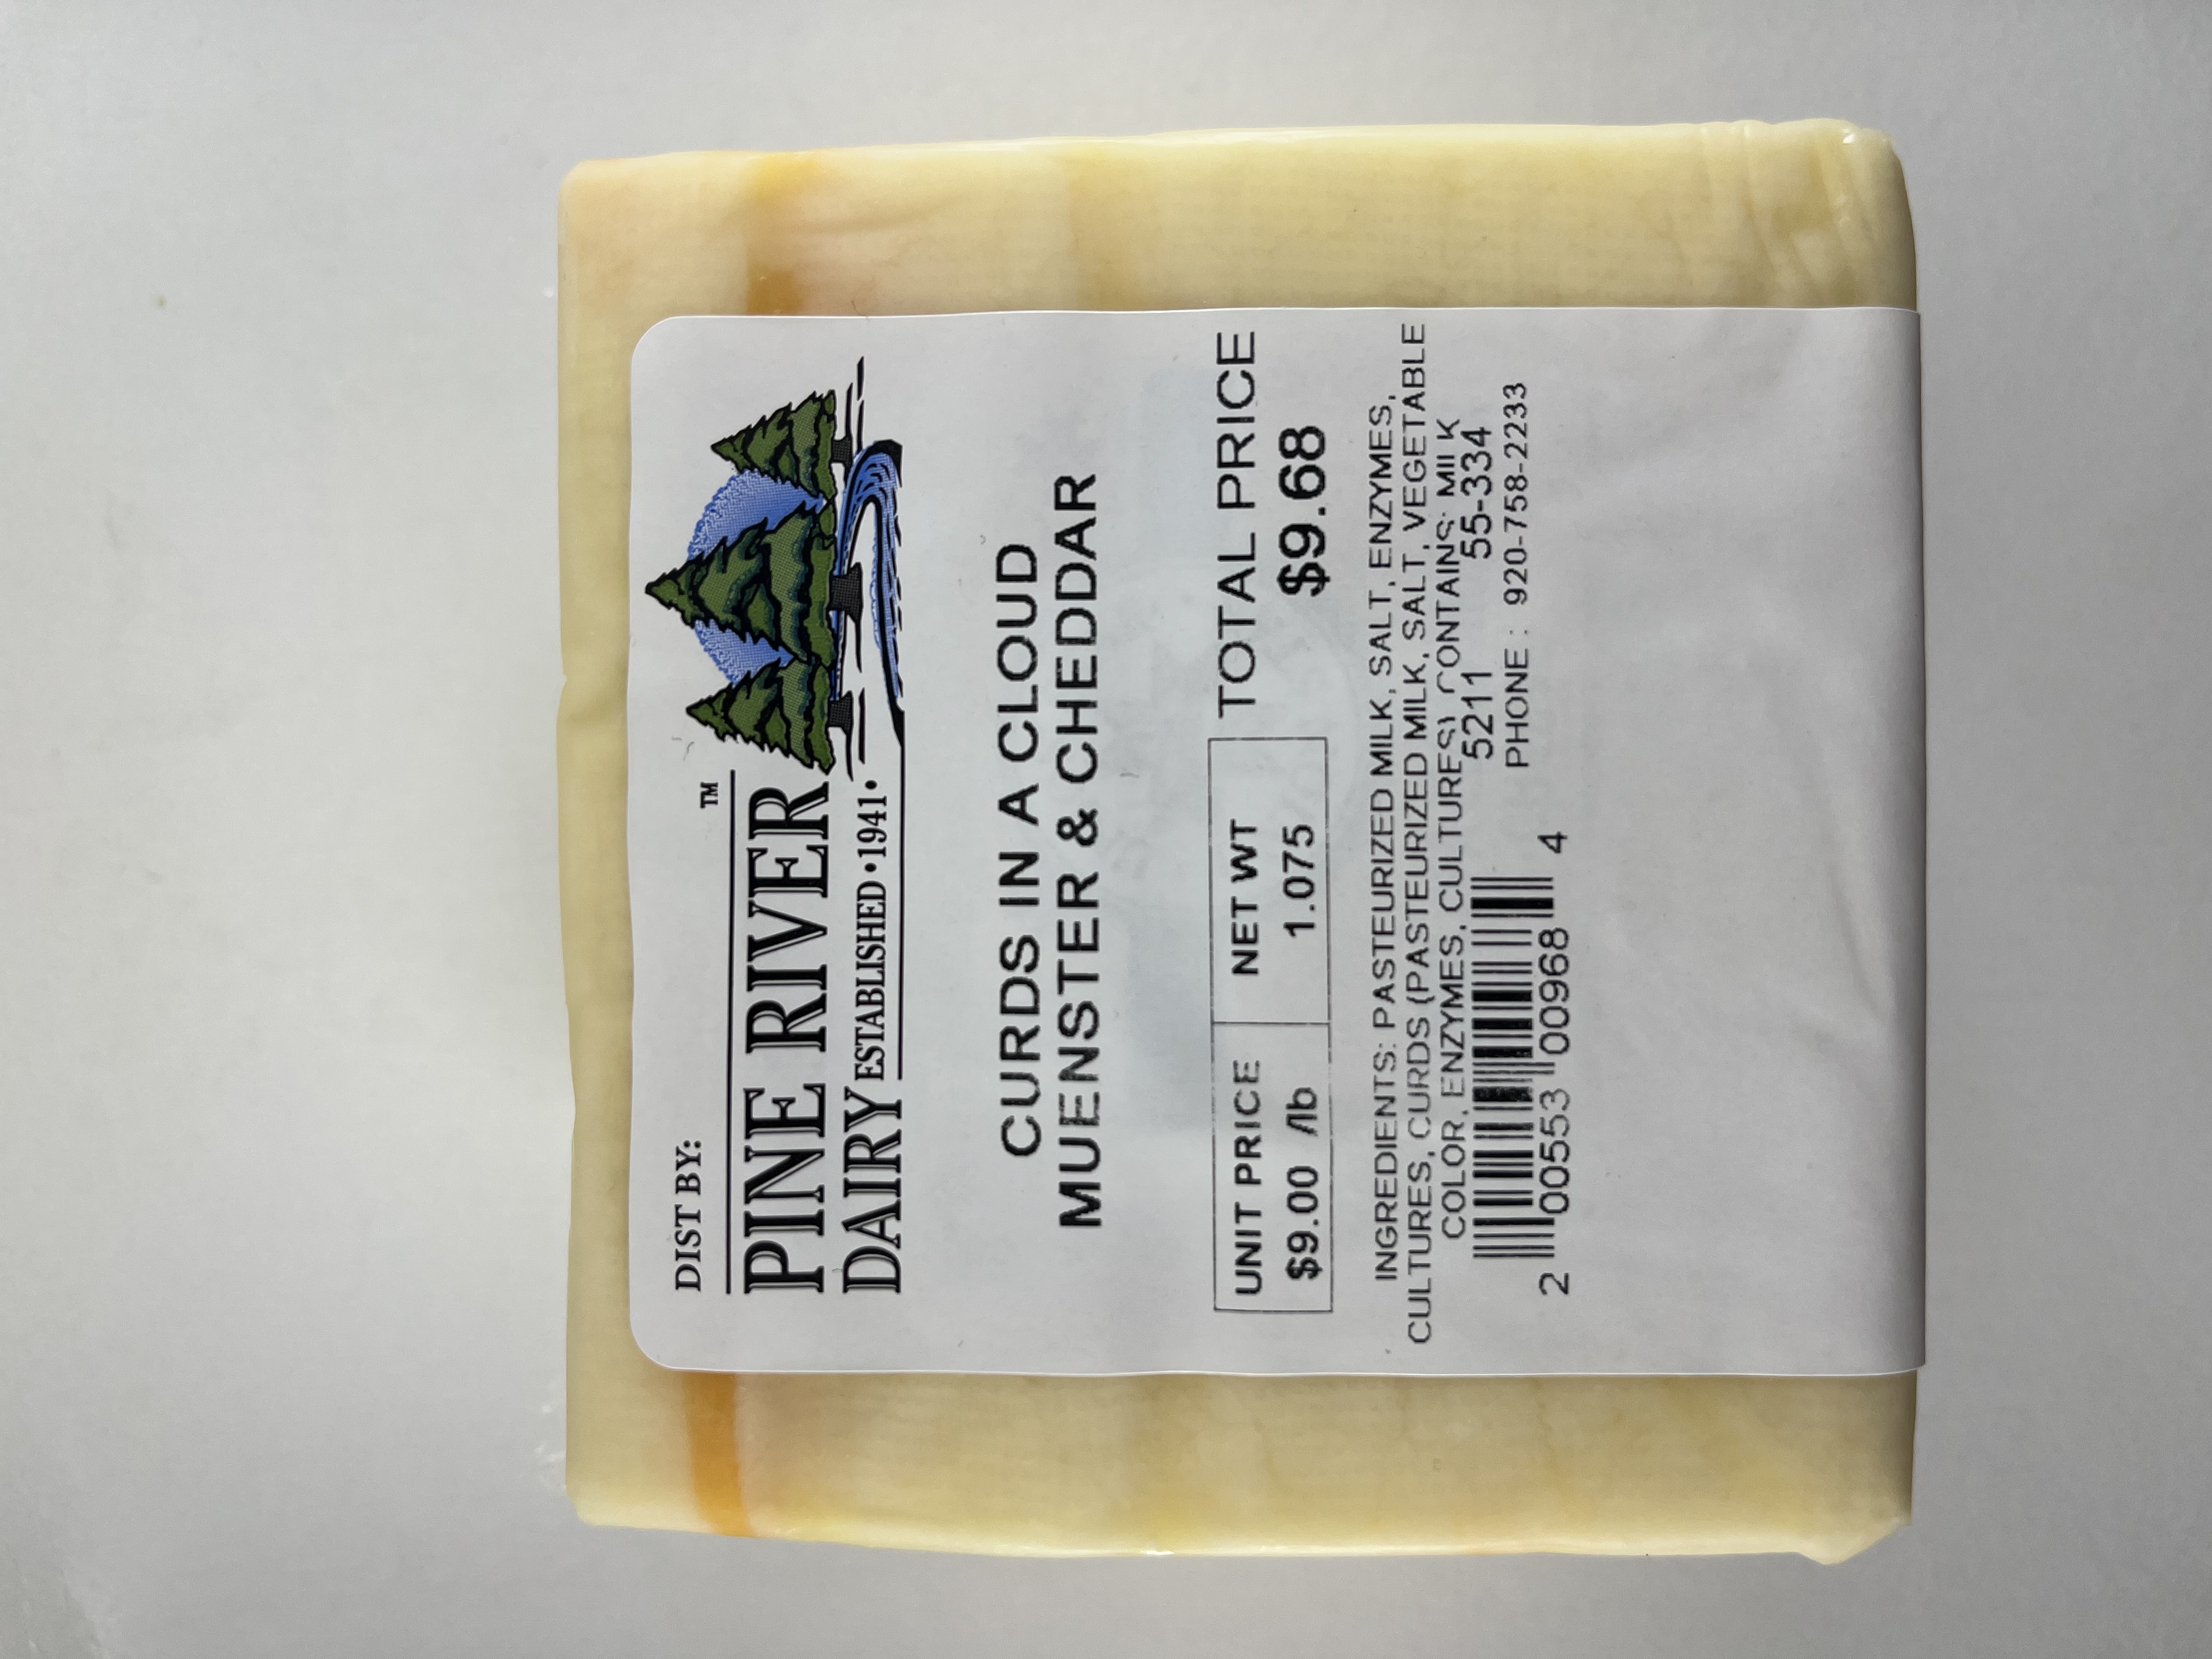 DIST BY:
PINE RIVER™
DAIRY ESTABLISHED • 1941 •
CURDS IN A CLOUD
MUENSTER & CHEDDAR
UNIT PRICE NET WT TOTAL PRICE
$9.00 /lb 1.075 $9.68
INGREDIENTS: PASTEURIZED MILK, SALT, ENZYMES,
CULTURES, CURDS (PASTEURIZED MILK, SALT, VEGETABLE
COLOR, ENZYMES, CULTURES) CONTAINS: MILK
5211 55-334
PHONE: 920-758-2233
2 00553 00968 4